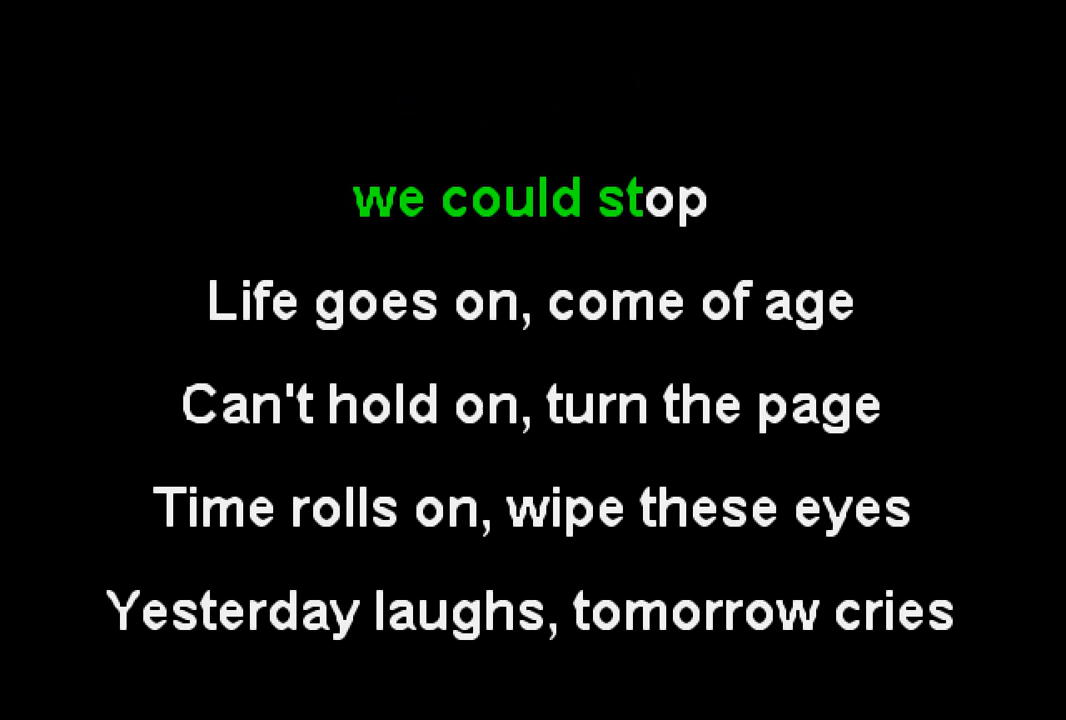 we could stop
Life goes on, come of age
Can't hold on, turn the page
Time rolls on, wipe these eyes
Yesterday laughs, tomorrow cries